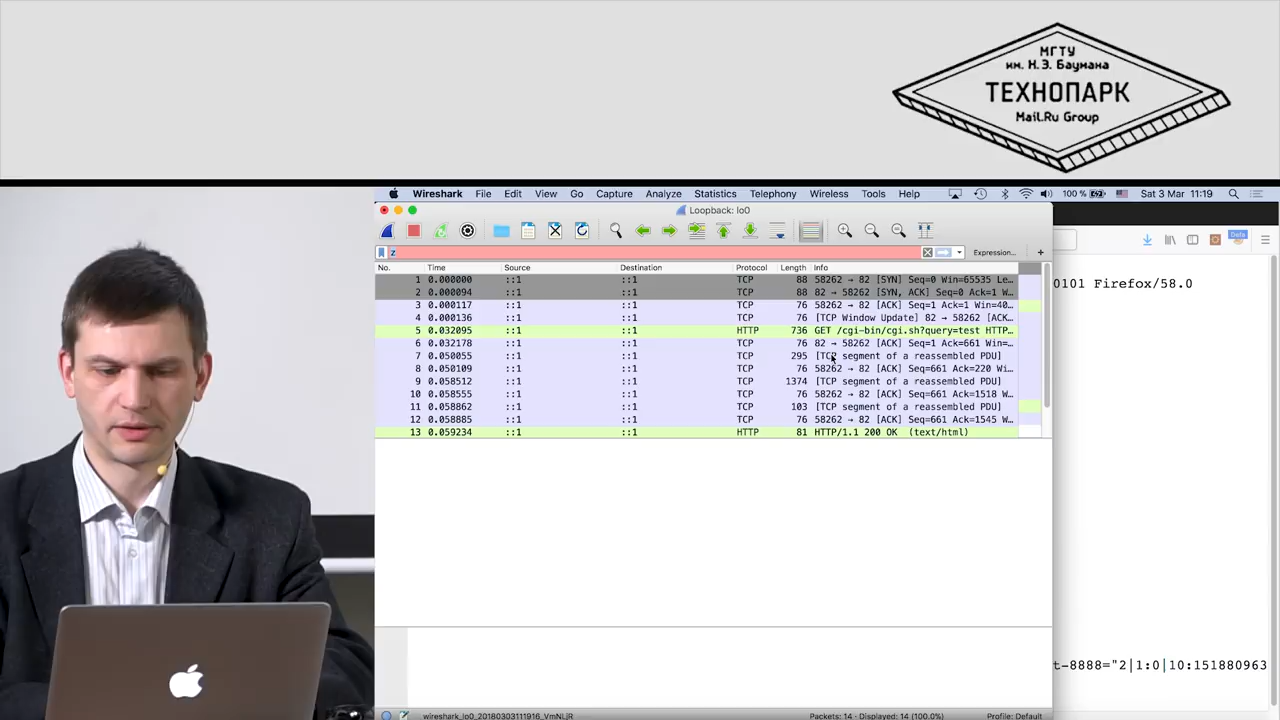 МГТУ
им. Н.Э. Баумана
ТЕХНОПАРК
Mail.Ru Group
Wireshark File Edit View Go Capture Analyze Statistics Telephony Wireless Tools Help 100 % Sat 3 Mar 11:19
Loopback: lo0
z Expression... +
No. Time Source Destination Protocol Length Info
1 0.000000 ::1 ::1 TCP 88 58262 → 82 [SYN] Seq=0 Win=65535 Le…
2 0.000094 ::1 ::1 TCP 88 82 → 58262 [SYN, ACK] Seq=0 Ack=1 W…
3 0.000117 ::1 ::1 TCP 76 58262 → 82 [ACK] Seq=1 Ack=1 Win=40…
4 0.000136 ::1 ::1 TCP 76 [TCP Window Update] 82 → 58262 [ACK…
5 0.032095 ::1 ::1 HTTP 736 GET /cgi-bin/cgi.sh?query=test HTTP…
6 0.032178 ::1 ::1 TCP 76 82 → 58262 [ACK] Seq=1 Ack=661 Win=…
7 0.050055 ::1 ::1 TCP 295 [TCP segment of a reassembled PDU]
8 0.050109 ::1 ::1 TCP 76 58262 → 82 [ACK] Seq=661 Ack=220 Wi…
9 0.058512 ::1 ::1 TCP 1374 [TCP segment of a reassembled PDU]
10 0.058555 ::1 ::1 TCP 76 58262 → 82 [ACK] Seq=661 Ack=1518 W…
11 0.058862 ::1 ::1 TCP 103 [TCP segment of a reassembled PDU]
12 0.058885 ::1 ::1 TCP 76 58262 → 82 [ACK] Seq=661 Ack=1545 W…
13 0.059234 ::1 ::1 HTTP 81 HTTP/1.1 200 OK (text/html)
Defa
0101 Firefox/58.0
t-8888="2|1:0|10:151880963
wireshark_lo0_20180303111916_VmNLjR Packets: 14 · Displayed: 14 (100.0%) Profile: Default